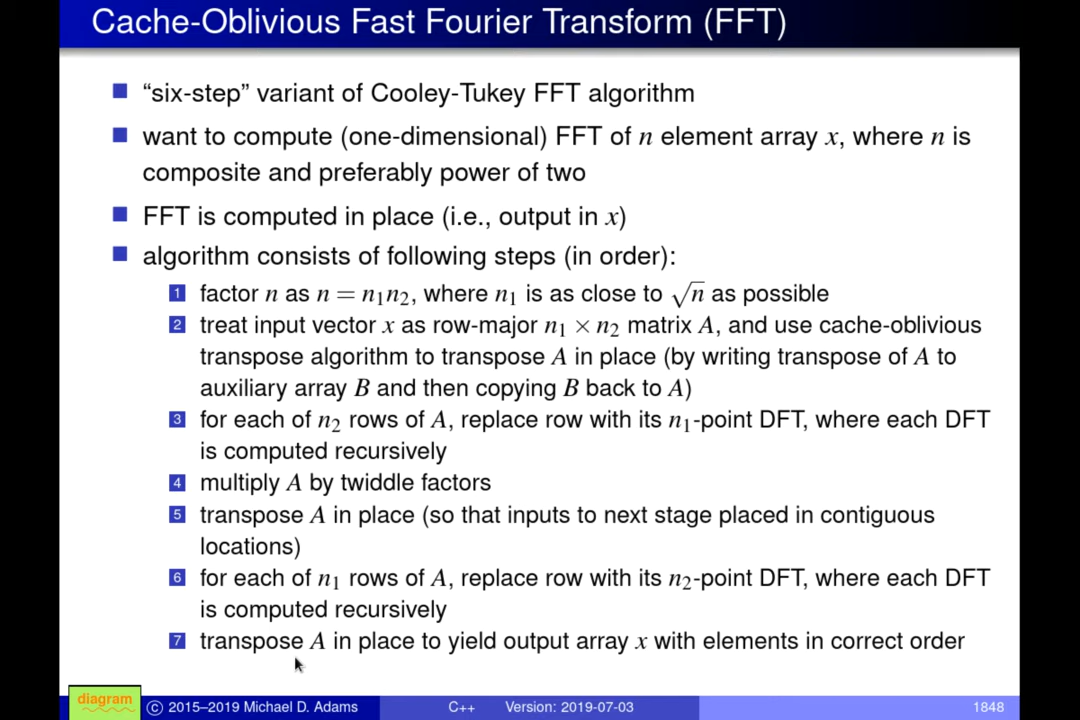 Cache-Oblivious Fast Fourier Transform (FFT)
“six-step” variant of Cooley-Tukey FFT algorithm
want to compute (one-dimensional) FFT of n element array x, where n is
composite and preferably power of two
FFT is computed in place (i.e., output in x)
algorithm consists of following steps (in order):
1 factor n as n = n₁n₂, where n₁ is as close to √n as possible
2 treat input vector x as row-major n₁ × n₂ matrix A, and use cache-oblivious
transpose algorithm to transpose A in place (by writing transpose of A to
auxiliary array B and then copying B back to A)
3 for each of n₂ rows of A, replace row with its n₁-point DFT, where each DFT
is computed recursively
4 multiply A by twiddle factors
5 transpose A in place (so that inputs to next stage placed in contiguous
locations)
6 for each of n₁ rows of A, replace row with its n₂-point DFT, where each DFT
is computed recursively
7 transpose A in place to yield output array x with elements in correct order
diagram
© 2015–2019 Michael D. Adams C++ Version: 2019-07-03 1848